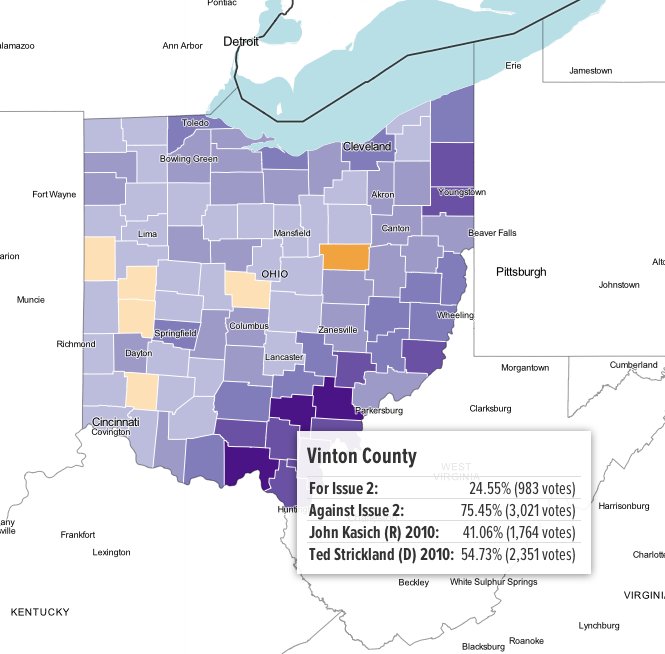 Pontiac
alamazoo
Ann Arbor
Detroit
Erie
Jamestown
Toledo
Cleveland
Bowling Green
Fort Wayne
Akron
Youngstown
Lima
Mansfield
Canton
Beaver Falls
arion
OHIO
Pittsburgh
Alto
Muncie
Johnstown
Columbus
Zanesville
Wheeling
Springfield
Richmond
Dayton
Lancaster
Morgantown
Cumberland
Parkersburg
Clarksburg
Cincinnati
Covington
WEST
VIRGINIA
Vinton County
For Issue 2: 24.55% (983 votes)
Against Issue 2: 75.45% (3,021 votes)
John Kasich (R) 2010: 41.06% (1,764 votes)
Ted Strickland (D) 2010: 54.73% (2,351 votes)
Hunti
Harrisonburg
any
ville
Frankfort
Lexington
Charlotte
Beckley
White Sulphur Springs
KENTUCKY
VIRGINIA
Lynchburg
Roanoke
Blacksburg